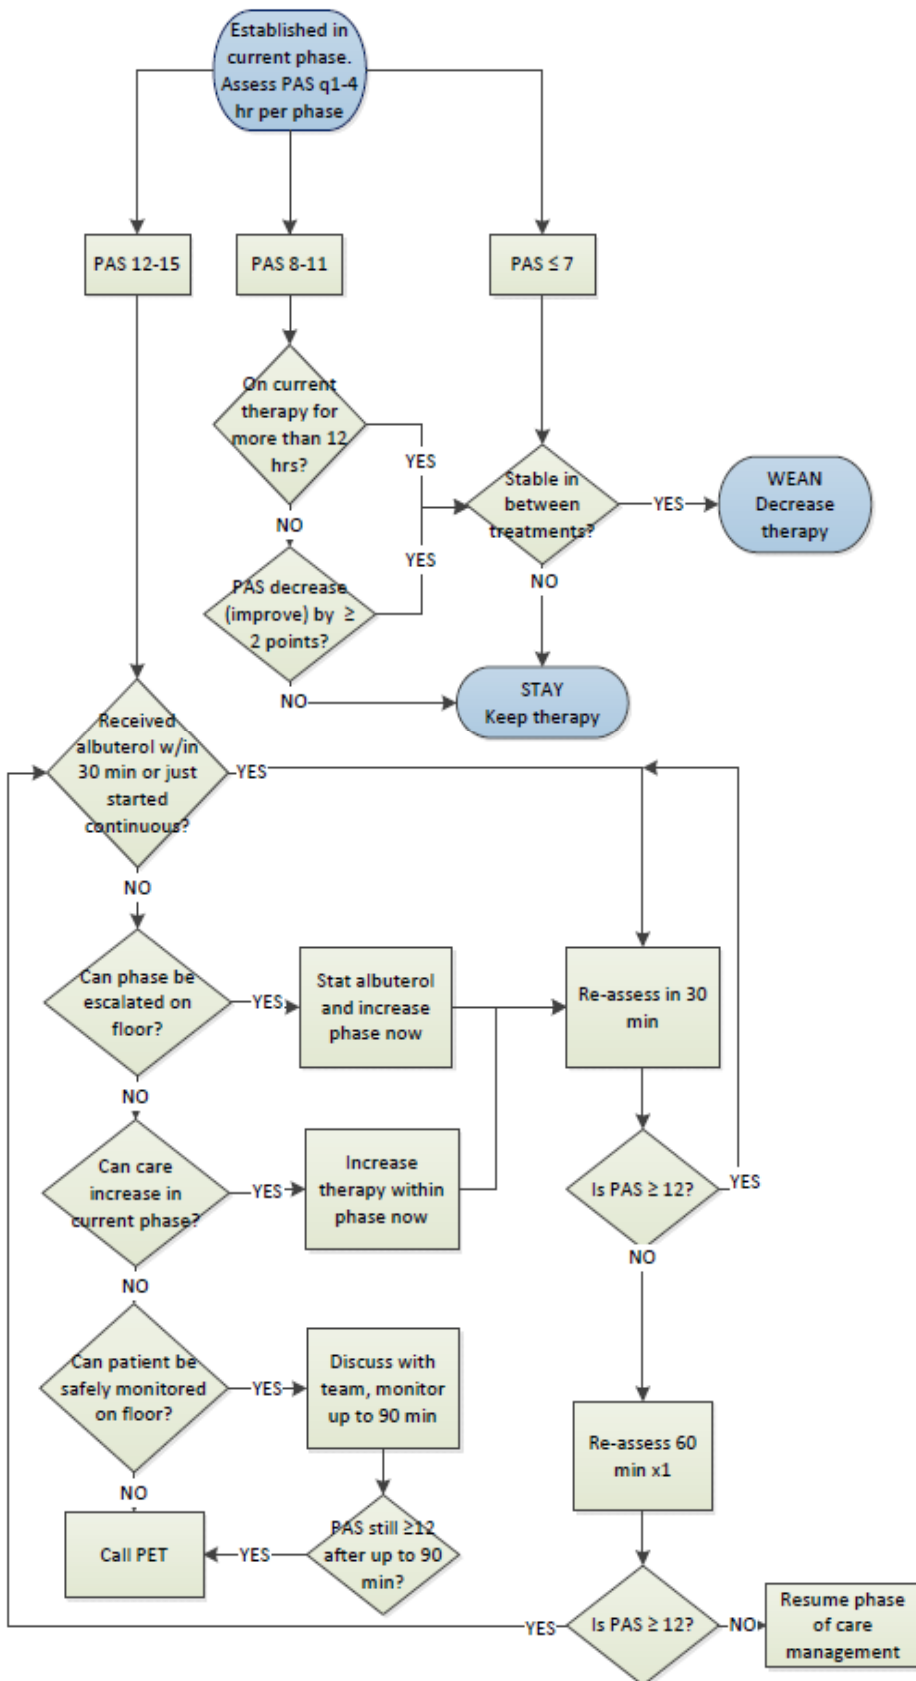 Established in
current phase.
Assess PAS q1-4
hr per phase
PAS 12-15
PAS 8-11
PAS ≤ 7
On current
therapy for
more than 12
hrs?
YES
NO
YES
PAS decrease
(improve) by ≥
2 points?
NO
Stable in
between
treatments?
YES
NO
WEAN
Decrease
therapy
STAY
Keep therapy
Received
albuterol w/in
30 min or just
started
continuous?
YES
NO
Can phase be
escalated on
floor?
YES
Stat albuterol
and increase
phase now
Re-assess in 30
min
NO
Can care
increase in
current phase?
YES
Increase
therapy within
phase now
Is PAS ≥ 12?
YES
NO
NO
Can patient be
safely monitored
on floor?
YES
Discuss with
team, monitor
up to 90 min
Re-assess 60
min x1
NO
Call PET
YES
PAS still ≥12
after up to 90
min?
YES
Is PAS ≥ 12?
NO
Resume phase
of care
management